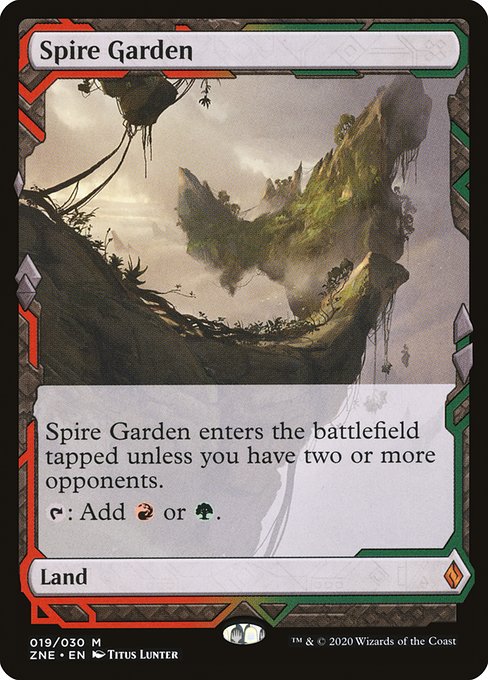 Spire Garden
Spire Garden enters the battlefield
tapped unless you have two or more
opponents.
: Add or .
Land
019/030 M
ZNE • EN Titus Lunter
™ & © 2020 Wizards of the Coast